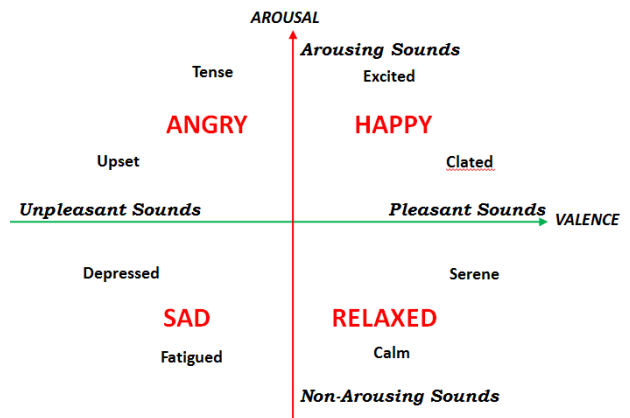 AROUSAL
Arousing Sounds
Tense
Excited
ANGRY
HAPPY
Upset
Clated
Unpleasant Sounds
Pleasant Sounds
VALENCE
Depressed
Serene
SAD
RELAXED
Fatigued
Calm
Non-Arousing Sounds